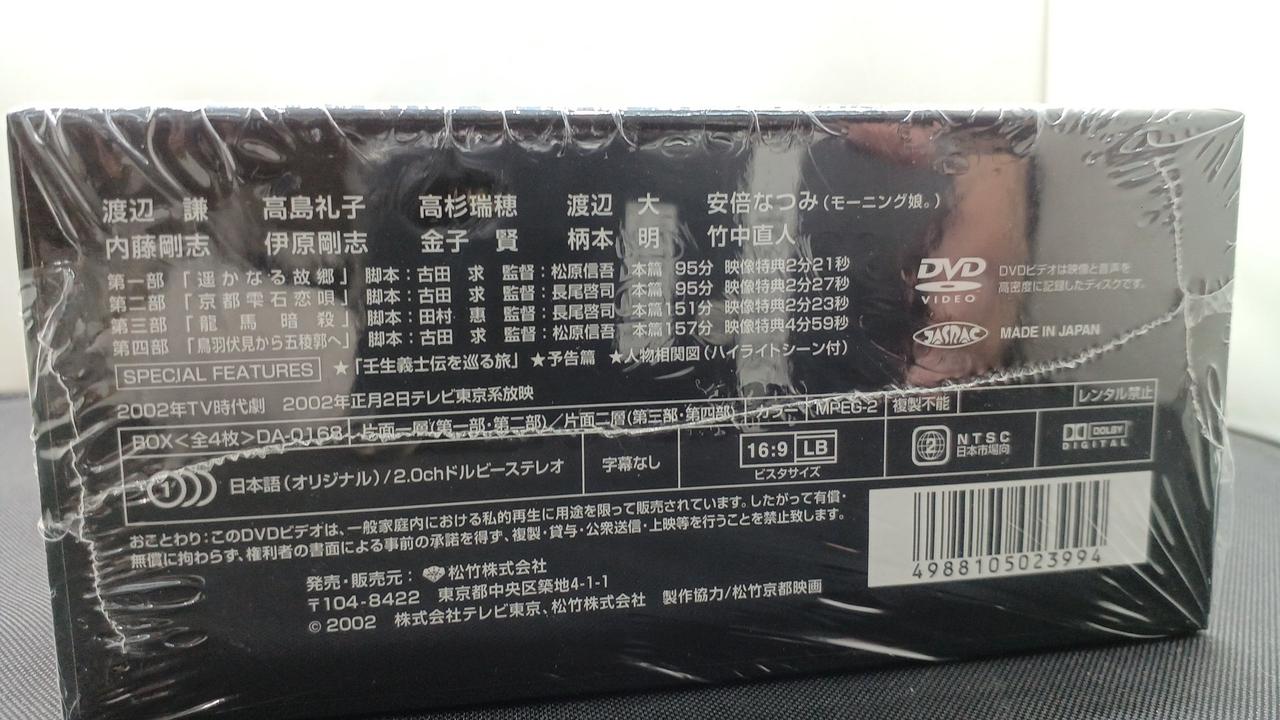 渡辺　謙　高島礼子　高杉瑞穂　渡辺　大　安倍なつみ(モーニング娘。)
内藤剛志　伊原剛志　金子　賢　柄本　明　竹中直人
第一部「遥かなる故郷」脚本：古田　求　監督：松原信吾　本篇　95分　映像特典2分21秒
第二部「京都雫石恋唄」脚本：古田　求　監督：長尾啓司　本篇　95分　映像特典2分27秒
第三部「龍馬暗殺」脚本：田村　惠　監督：長尾啓司　本篇151分　映像特典2分23秒
第四部「鳥羽伏見から五稜郭へ」脚本：古田　求　監督：松原信吾　本篇157分　映像特典4分59秒
SPECIAL FEATURES ★「壬生義士伝を巡る旅」★予告篇　★人物相関図(ハイライトシーン付)
2002年TV時代劇　2002年正月2日テレビ東京系放映
DVD VIDEO
DVDビデオは映像と音声を
高密度に記録したディスクです。
JASRAC MADE IN JAPAN
BOX＜全4枚＞DA-0168 片面一層(第一部・第二部)／片面二層(第三部・第四部) カラー MPEG-2 複製不能 レンタル禁止
1 日本語(オリジナル)/2.0chドルビーステレオ 字幕なし 16:9 LB ビスタサイズ 2 NTSC 日本市場向 DOLBY DIGITAL
おことわり：このDVDビデオは、一般家庭内における私的再生に用途を限って販売されています。したがって有償・
無償に拘わらず、権利者の書面による事前の承諾を得ず、複製・貸与・公衆送信・上映等を行うことを禁止致します。
発売・販売元：松竹株式会社
〒104-8422　東京都中央区築地4-1-1
©2002　株式会社テレビ東京、松竹株式会社　製作協力/松竹京都映画
4988105023994